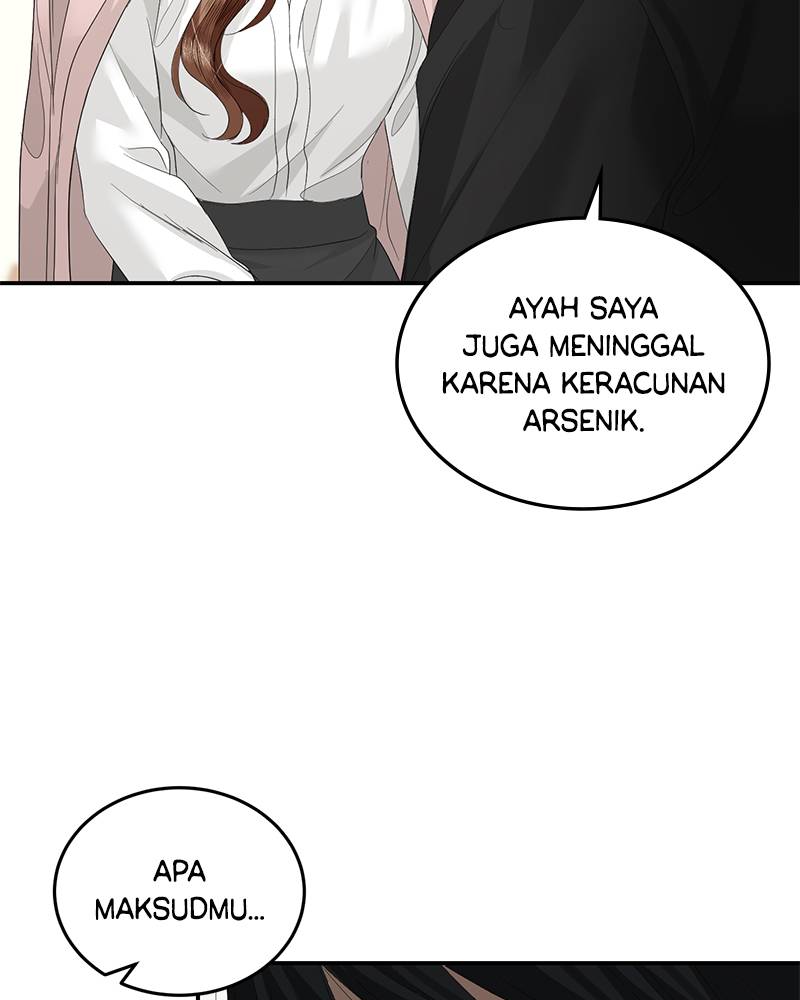 AYAH SAYA
JUGA MENINGGAL
KARENA KERACUNAN
ARSENIK.
APA
MAKSUDMU...